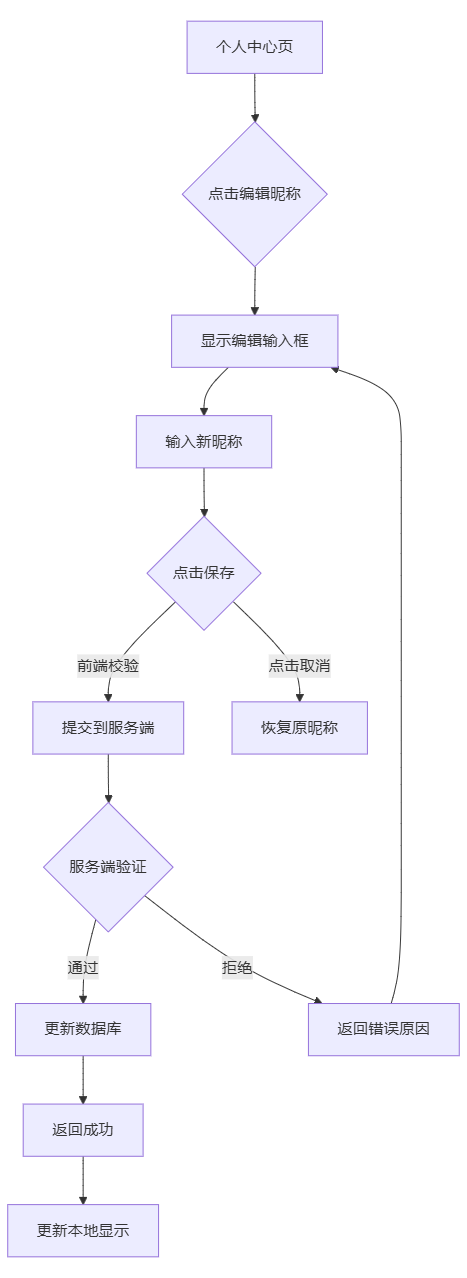 个人中心页
点击编辑昵称
显示编辑输入框
输入新昵称
点击保存
前端校验
点击取消
提交到服务端
恢复原昵称
服务端验证
通过
拒绝
更新数据库
返回错误原因
返回成功
更新本地显示